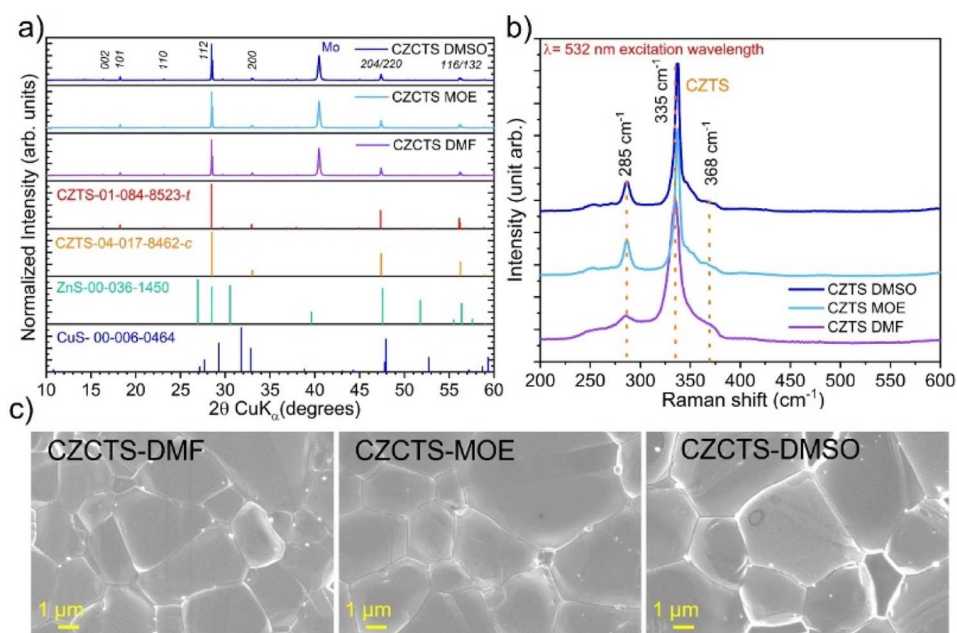 a)
Normalized Intensity (arb. units)
002
101
110
112
200
Mo
204/220
116/132
CZCTS DMSO
CZCTS MOE
CZCTS DMF
CZTS-01-084-8523-t
CZTS-04-017-8462-c
ZnS-00-036-1450
CuS- 00-006-0464
10 15 20 25 30 35 40 45 50 55 60
2θ CuKα(degrees)
b)
Intensity (unit arb.)
λ= 532 nm excitation wavelength
CZTS
285 cm⁻¹
335 cm⁻¹
368 cm⁻¹
CZTS DMSO
CZTS MOE
CZTS DMF
200 250 300 350 400 450 500 550 600
Raman shift (cm⁻¹)
c)
CZCTS-DMF
1 µm
CZCTS-MOE
1 µm
CZCTS-DMSO
1 µm